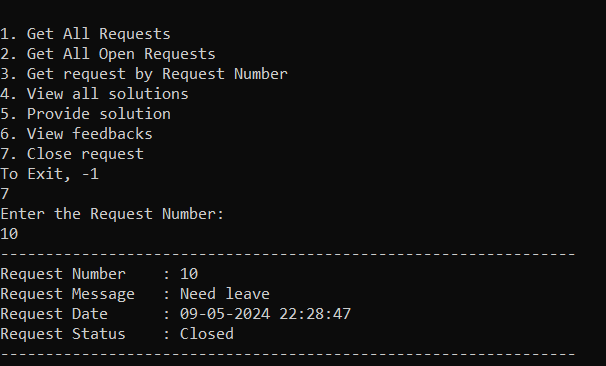 1. Get All Requests
2. Get All Open Requests
3. Get request by Request Number
4. View all solutions
5. Provide solution
6. View feedbacks
7. Close request
To Exit, -1
7
Enter the Request Number:
10
----------------------------------------------------------------
Request Number    : 10
Request Message   : Need leave
Request Date      : 09-05-2024 22:28:47
Request Status    : Closed
----------------------------------------------------------------